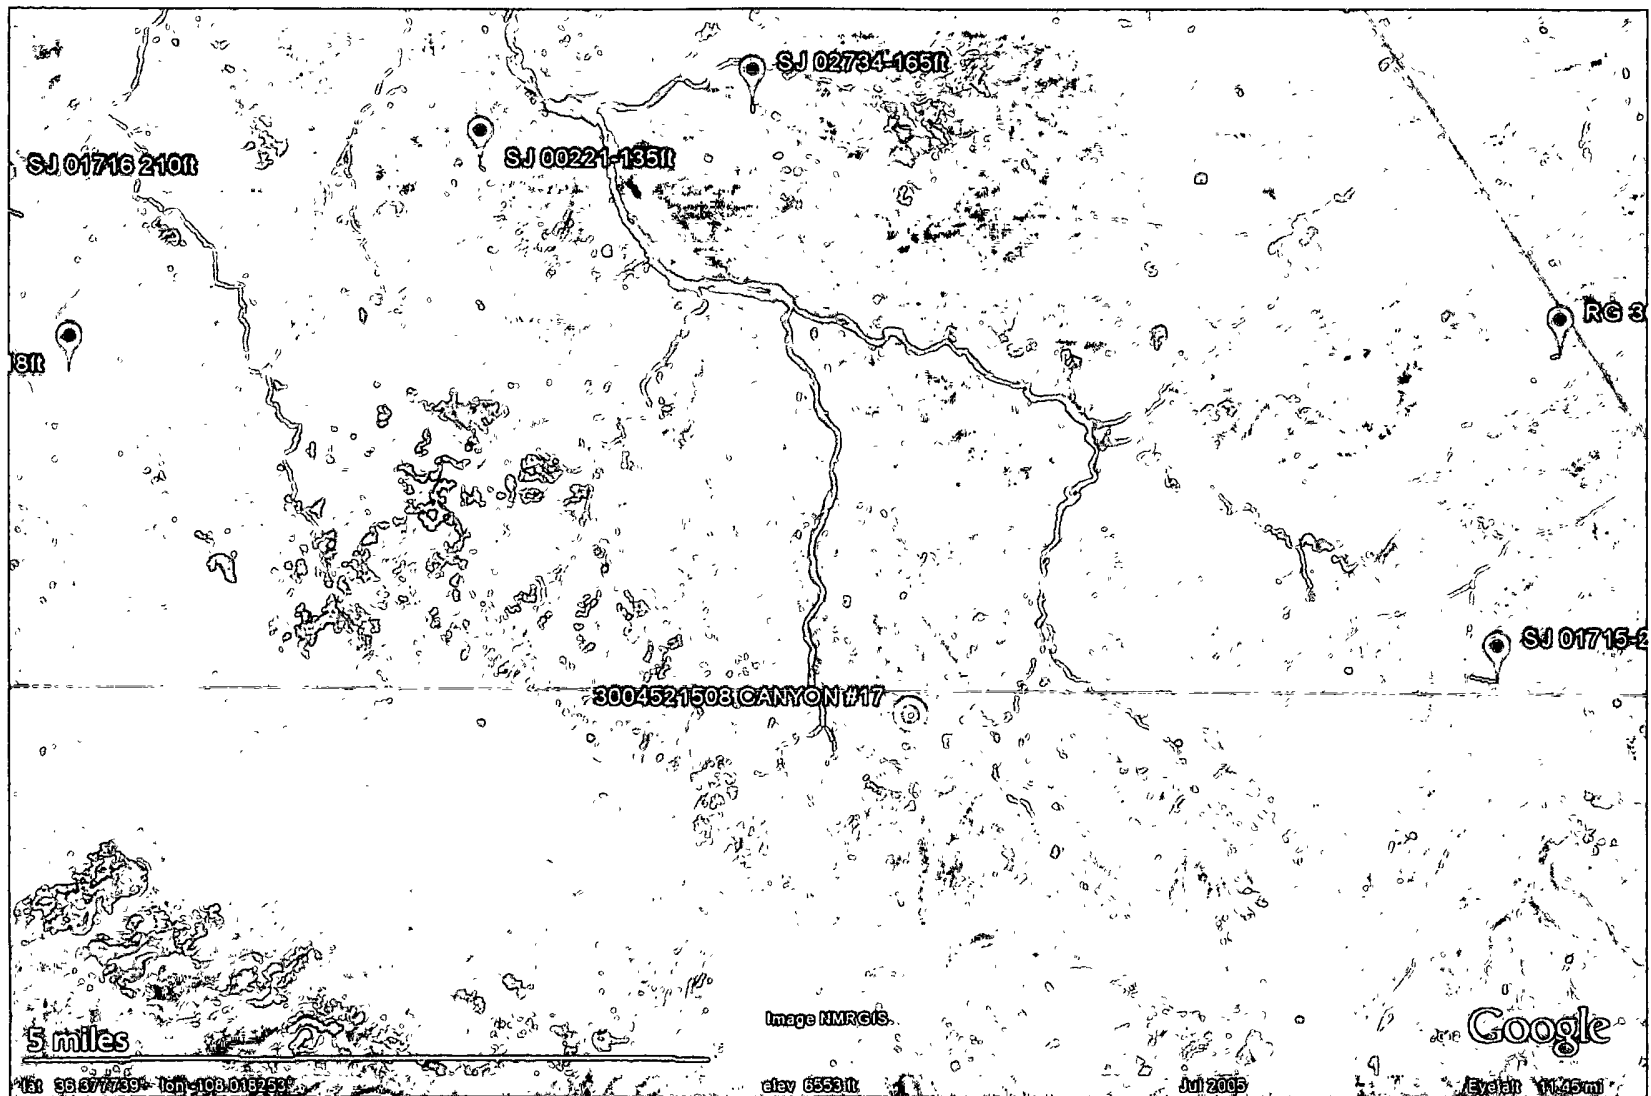 SJ 02734-165ft
SJ 00221-135ft
SJ 01716 210ft
RG 3
8ft
SJ 01715-2
3004521508 CANYON #17
Image NMRGIS
5 miles
Google
lat 36.377739° lon -108.018253°
elev 6553 ft
Jul 2005
Eye alt 11.45 mi